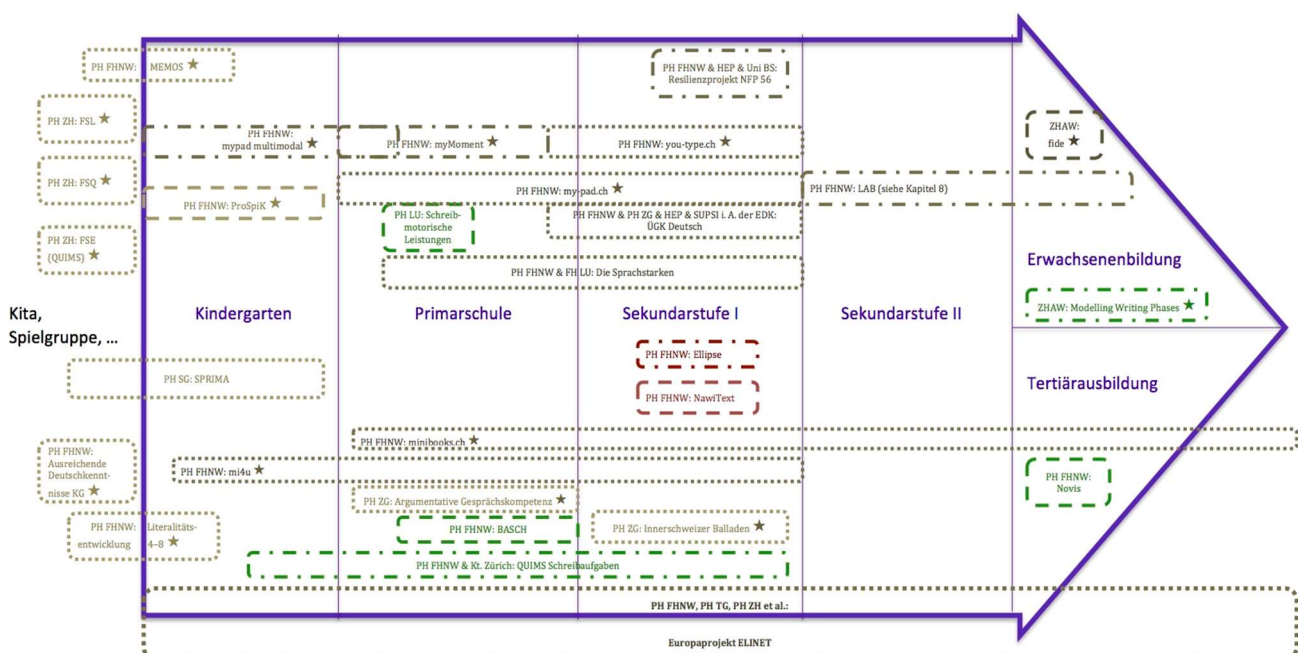 PH FHNW: MEMOS ★
PH FHNW & HEP & Uni BS:
Resilienzprojekt NFP 56
PH ZH: FSL ★
PH FHNW:
mypad multimodal ★
PH FHNW: myMoment ★
PH FHNW: you-type.ch ★
ZHAW:
fide ★
PH ZH: FSQ ★
PH FHNW: ProSpiK ★
PH FHNW: my-pad.ch ★
PH FHNW: LAB (siehe Kapitel 8)
PH LU: Schreib-
motorische
Leistungen
PH FHNW & PH ZG & HEP & SUPSI i. A. der EDK:
ÜGK Deutsch
PH ZH: FSE
(QUIMS) ★
PH FHNW & FH LU: Die Sprachstarken
Erwachsenenbildung
ZHAW: Modelling Writing Phases ★
Kita,
Spielgruppe, ...
Kindergarten
Primarschule
Sekundarstufe I
Sekundarstufe II
PH FHNW: Ellipse
PH SG: SPRIMA
PH FHNW: NawiText
Tertiärausbildung
PH FHNW: minibooks.ch ★
PH FHNW:
Ausreichende
Deutschkennt-
nisse KG ★
PH FHNW: mi4u ★
PH FHNW:
Novis
PH ZG: Argumentative Gesprächskompetenz ★
PH FHNW: Literalitäts-
entwicklung 4–8 ★
PH FHNW: BASCH
PH ZG: Innerschweizer Balladen ★
PH FHNW & Kt. Zürich: QUIMS Schreibaufgaben
PH FHNW, PH TG, PH ZH et al.:
Europaprojekt ELINET